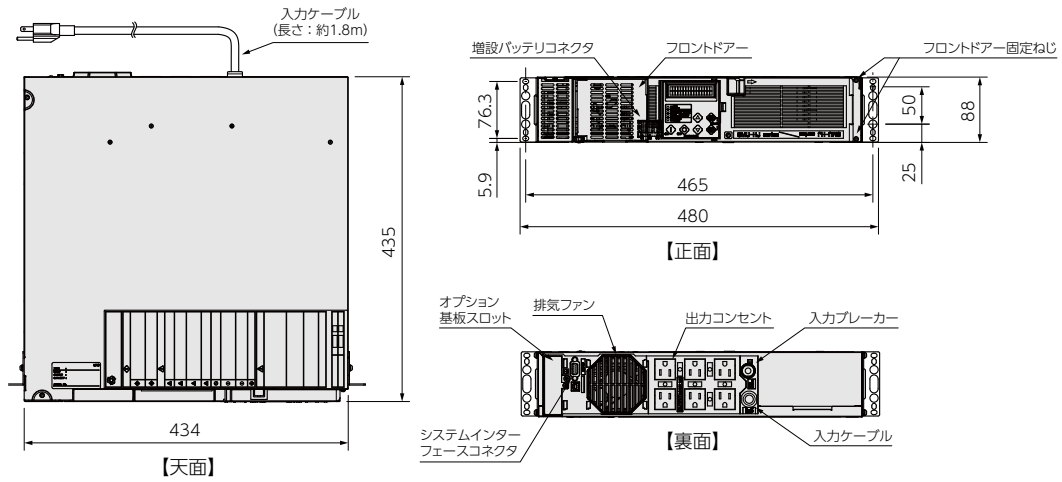 入力ケーブル
(長さ：約1.8m)
435
434
【天面】
増設バッテリコネクタ
フロントドアー
フロントドアー固定ねじ
76.3
5.9
50
25
88
465
480
【正面】
オプション
基板スロット
排気ファン
出力コンセント
入力ブレーカー
システムインター
フェースコネクタ
入力ケーブル
【裏面】